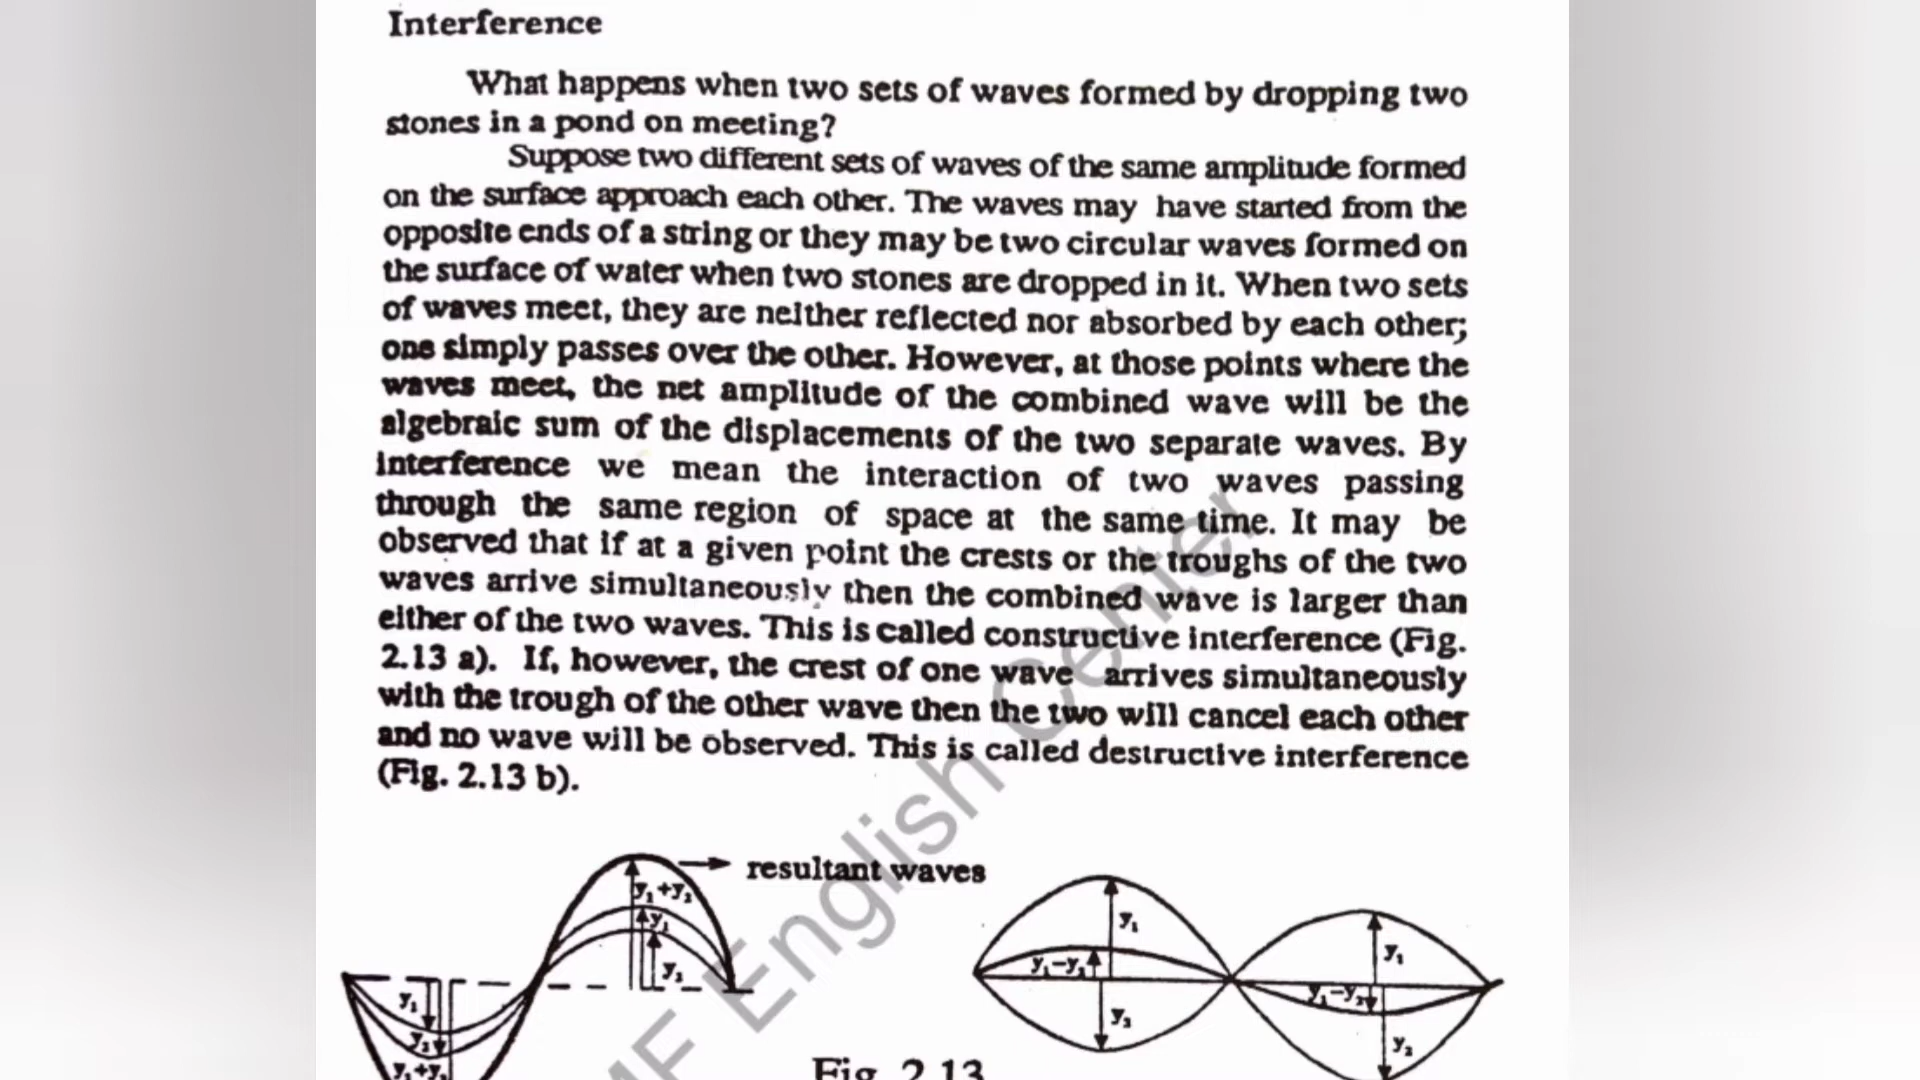 Interference
What happens when two sets of waves formed by dropping two
stones in a pond on meeting?
Suppose two different sets of waves of the same amplitude formed
on the surface approach each other. The waves may have started from the
opposite ends of a string or they may be two circular waves formed on
the surface of water when two stones are dropped in it. When two sets
of waves meet, they are neither reflected nor absorbed by each other;
one simply passes over the other. However, at those points where the
waves meet, the net amplitude of the combined wave will be the
algebraic sum of the displacements of the two separate waves. By
interference we mean the interaction of two waves passing
through the same region of space at the same time. It may be
observed that if at a given point the crests or the troughs of the two
waves arrive simultaneously then the combined wave is larger than
either of the two waves. This is called constructive interference (Fig.
2.13 a). If, however, the crest of one wave arrives simultaneously
with the trough of the other wave then the two will cancel each other
and no wave will be observed. This is called destructive interference
(Fig. 2.13 b).
resultant waves
y₁+y₂
y₁
y₂
y₁
y₂
y₁+y₂
y₁
y₁-y₂
y₂
y₁
y₁-y₂
y₂
Fig. 2.13
English Center